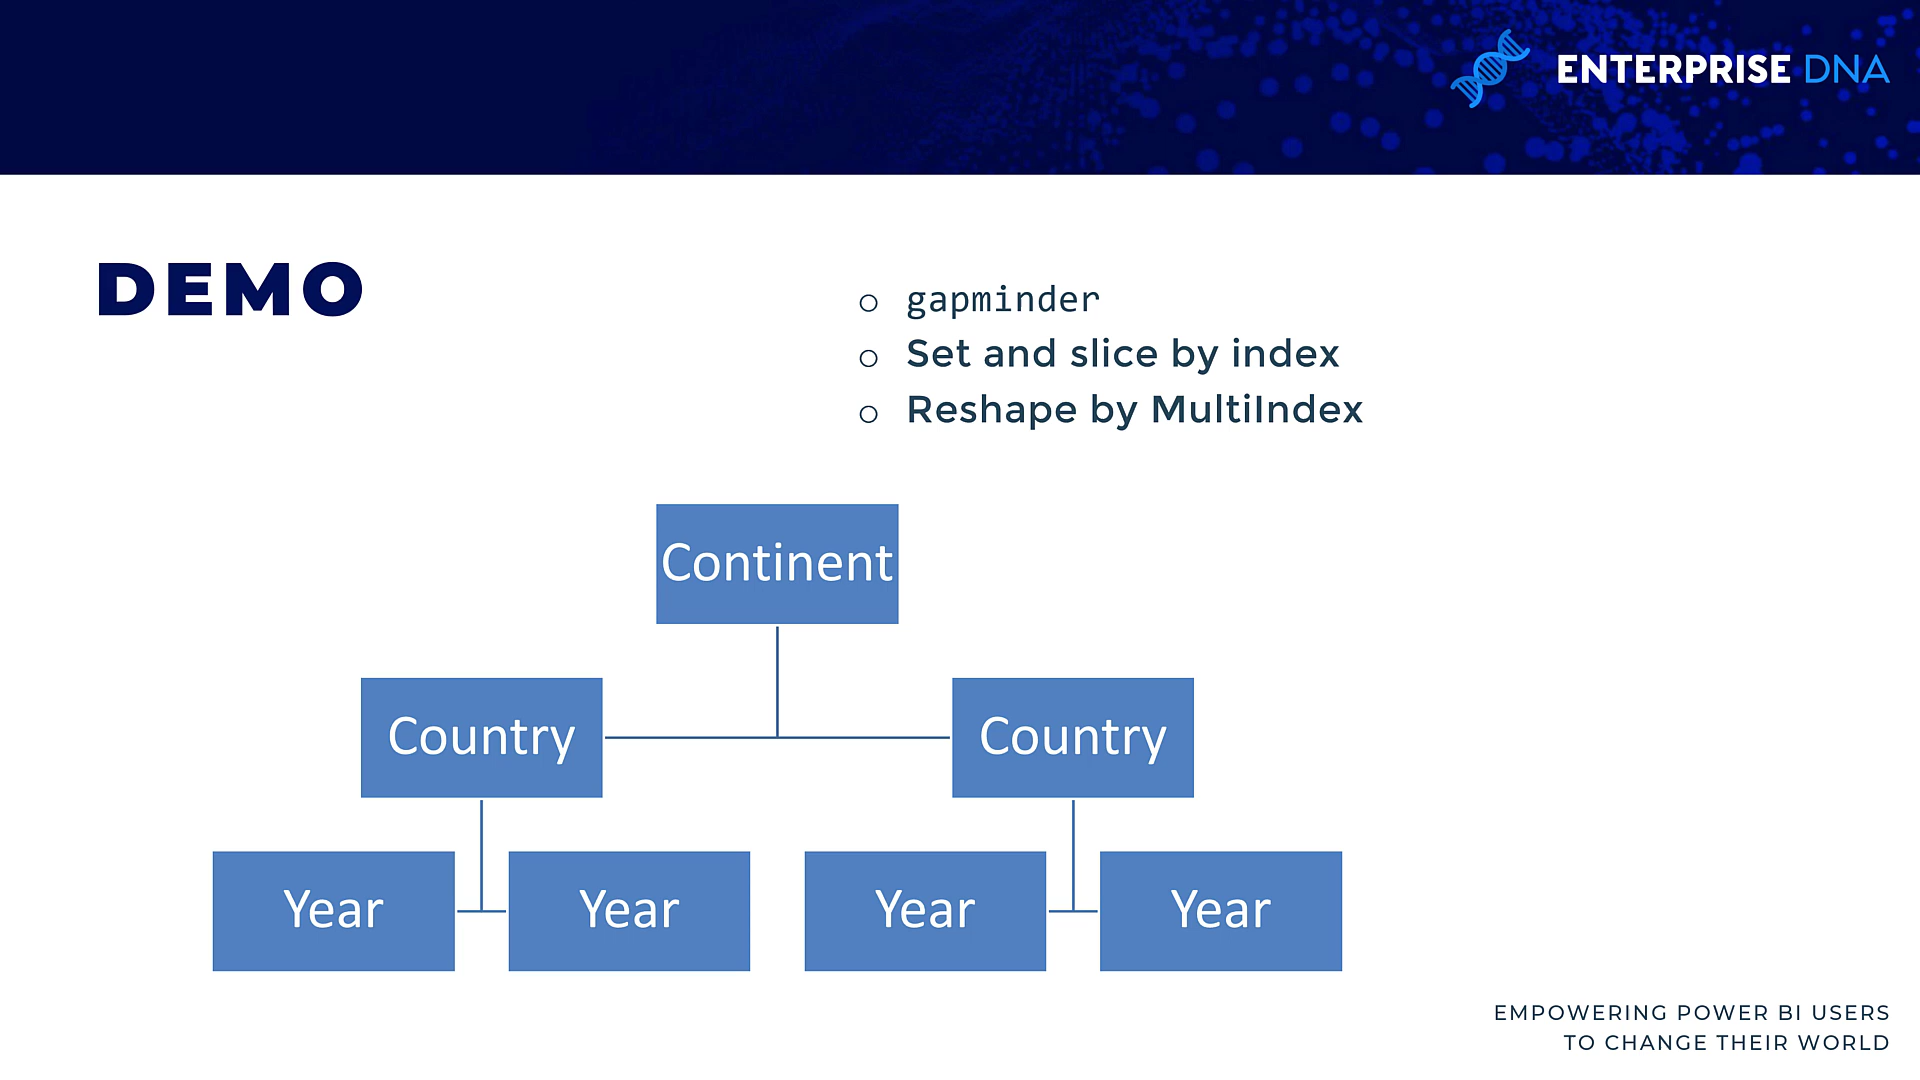 ENTERPRISE DNA
DEMO
gapminder
Set and slice by index
Reshape by MultiIndex
Continent
Country Country
Year Year Year Year
EMPOWERING POWER BI USERS
TO CHANGE THEIR WORLD